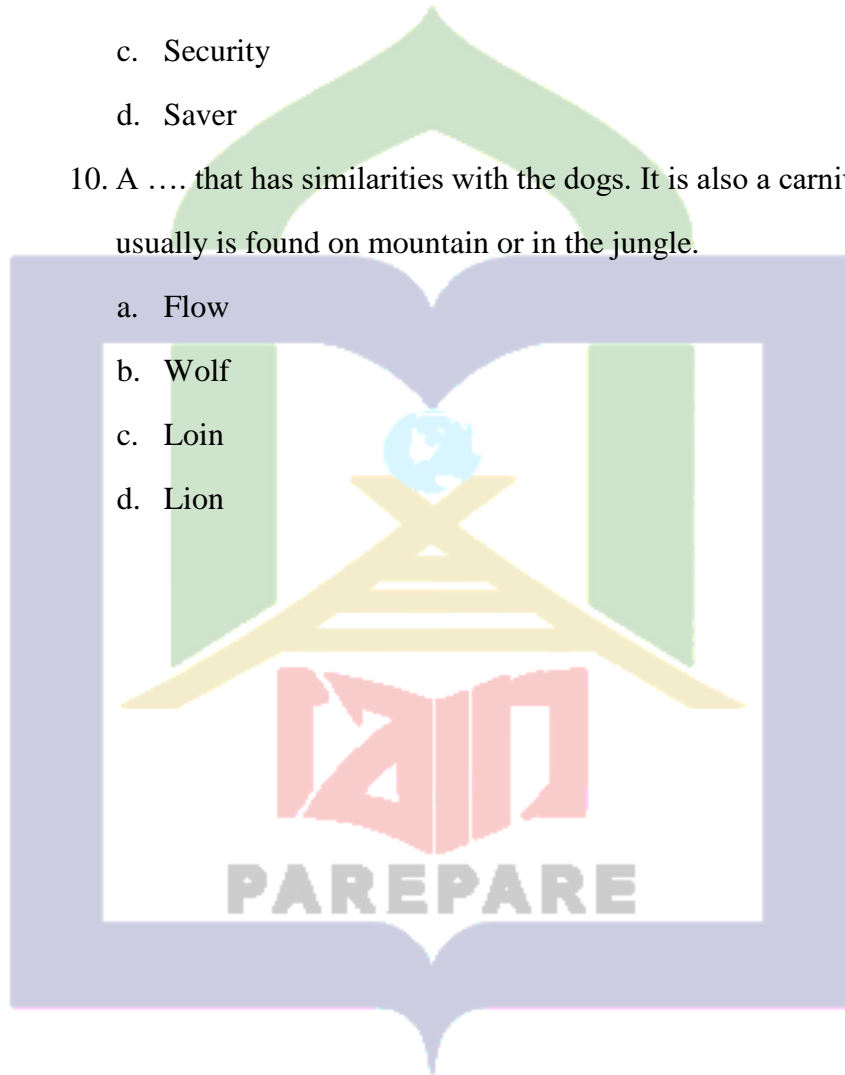 c. Security
d. Saver
10. A …. that has similarities with the dogs. It is also a
usually is found on mountain or in the jungle.
a. Flow
b. Wolf
c. Loin
d. Lion
iain
PAREPARE